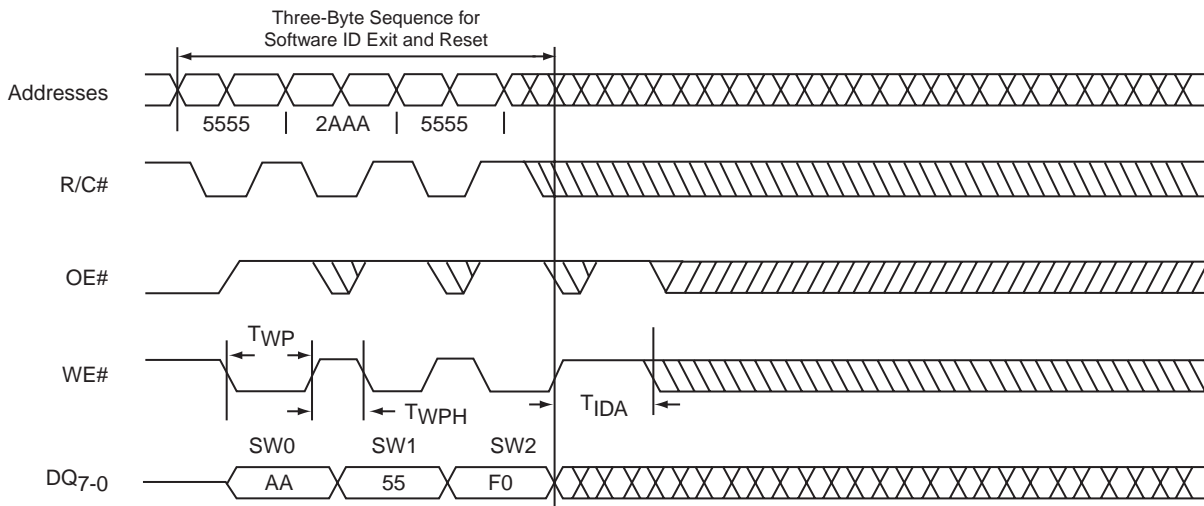 Three-Byte Sequence for
Software ID Exit and Reset
Addresses
5555 2AAA 5555
R/C#
OE#
TWP
WE#
TWPH TIDA
SW0 SW1 SW2
DQ7-0 AA 55 F0